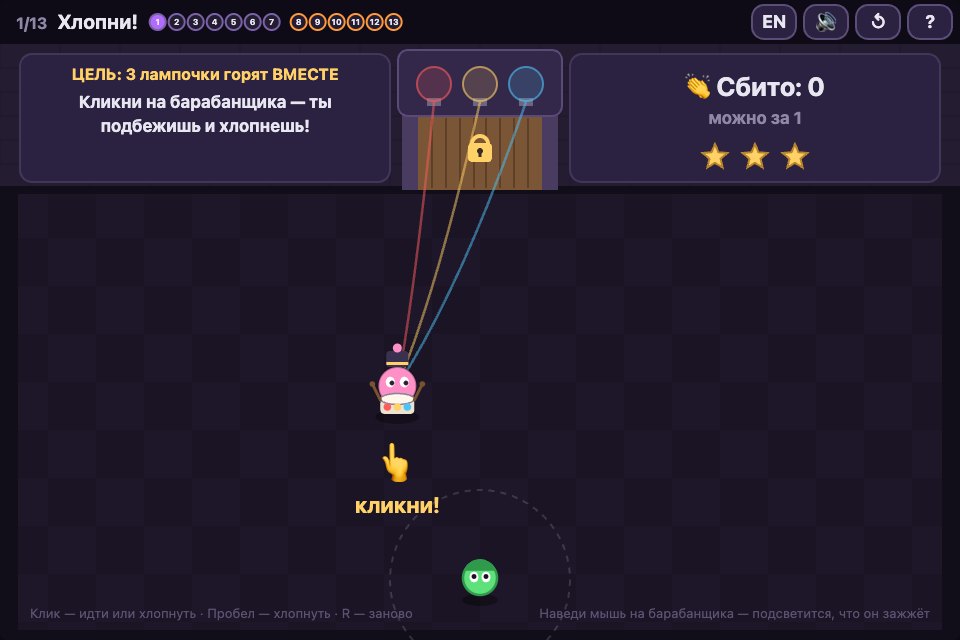 1/13 Хлопни! 1 2 3 4 5 6 7 8 9 10 11 12 13 EN ?
ЦЕЛЬ: 3 лампочки горят ВМЕСТЕ
Кликни на барабанщика — ты
подбежишь и хлопнешь!
Сбито: 0
можно за 1
кликни!
Клик — идти или хлопнуть · Пробел — хлопнуть · R — заново
Наведи мышь на барабанщика — подсветится, что он зажжёт